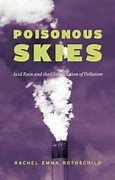 POISONOUS
SKIES
Acid Rain and the Globalization of Pollution
RACHEL EMMA ROTHSCHILD